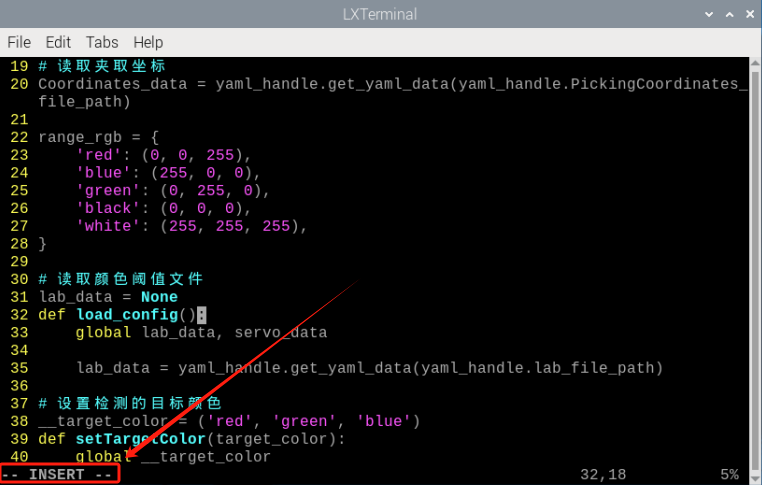 LXTerminal
File Edit Tabs Help
19 # 读取夹取坐标
20 Coordinates_data = yaml_handle.get_yaml_data(yaml_handle.PickingCoordinates_
file_path)
21
22 range_rgb = {
23     'red': (0, 0, 255),
24     'blue': (255, 0, 0),
25     'green': (0, 255, 0),
26     'black': (0, 0, 0),
27     'white': (255, 255, 255),
28 }
29
30 # 读取颜色阈值文件
31 lab_data = None
32 def load_config():
33     global lab_data, servo_data
34
35     lab_data = yaml_handle.get_yaml_data(yaml_handle.lab_file_path)
36
37 # 设置检测的目标颜色
38 __target_color = ('red', 'green', 'blue')
39 def setTargetColor(target_color):
40     global __target_color
-- INSERT -- 32,18 5%